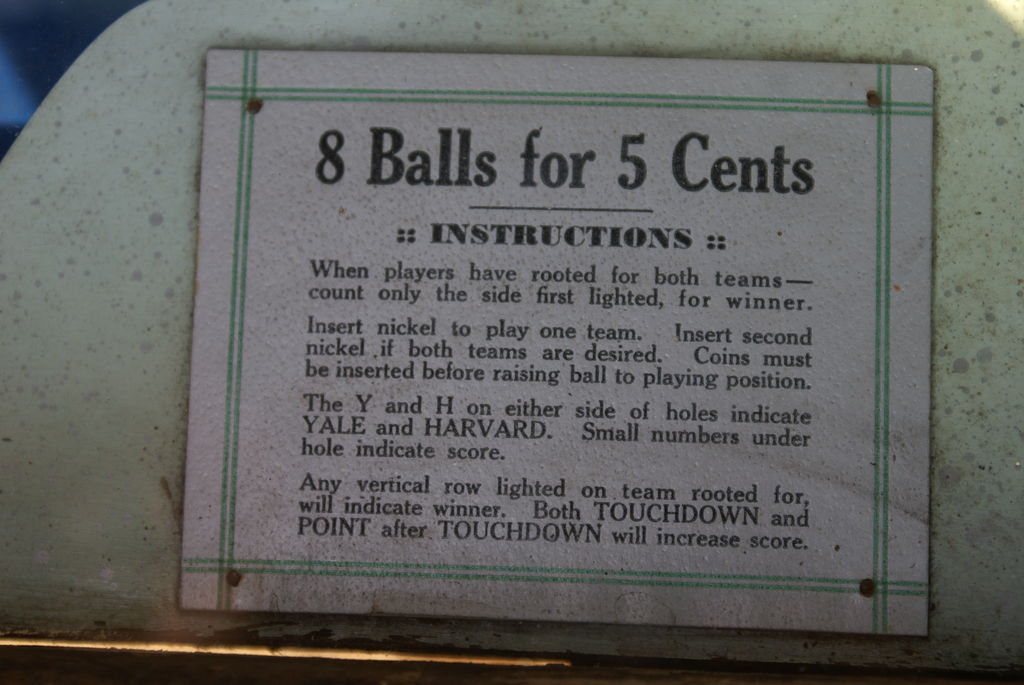 8 Balls for 5 Cents
:: INSTRUCTIONS ::
When players have rooted for both teams—
count only the side first lighted, for winner.
Insert nickel to play one team. Insert second
nickel if both teams are desired. Coins must
be inserted before raising ball to playing position.
The Y and H on either side of holes indicate
YALE and HARVARD. Small numbers under
hole indicate score.
Any vertical row lighted on team rooted for,
will indicate winner. Both TOUCHDOWN and
POINT after TOUCHDOWN will increase score.